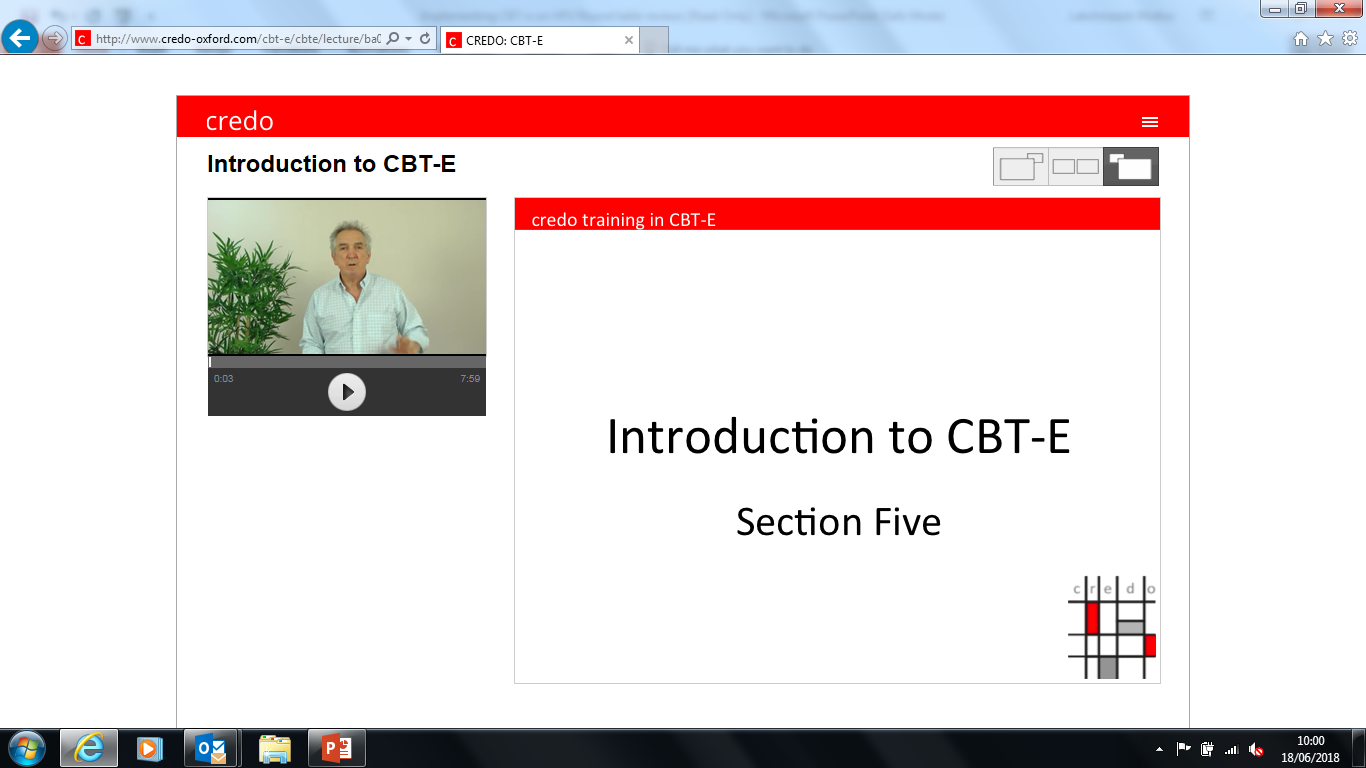 http://www.credo-oxford.com/cbt-e/cbte/lecture/ba0
CREDO: CBT-E
credo
Introduction to CBT-E
credo training in CBT-E
0:03
7:59
Introduction to CBT-E
Section Five
c r e d o
10:00
18/06/2018